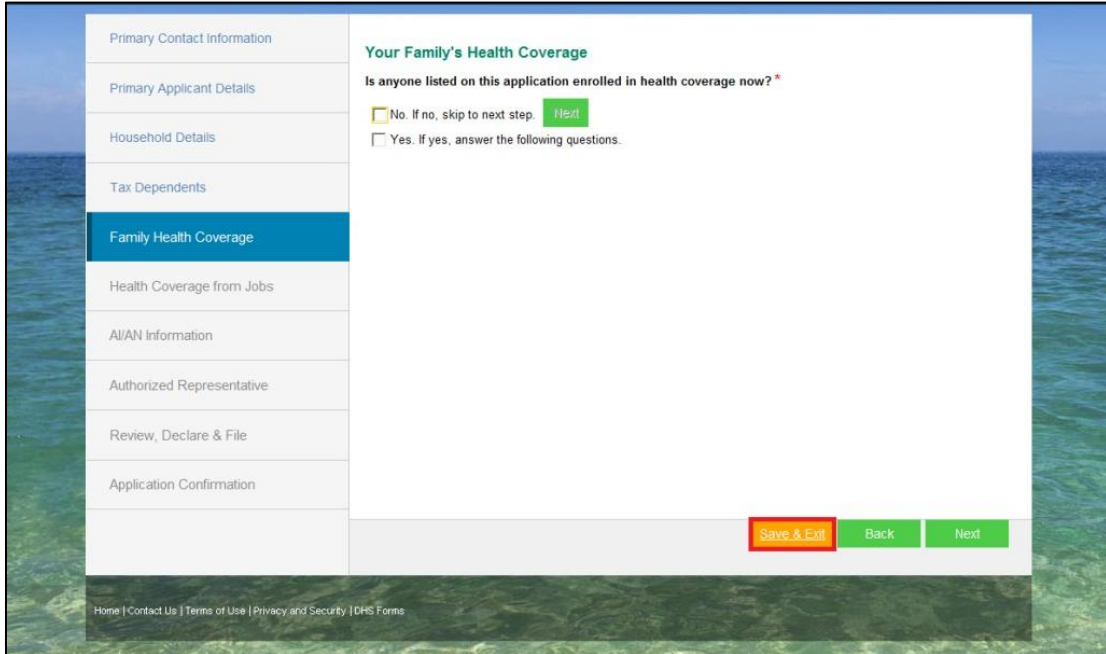 Primary Contact Information
Primary Applicant Details
Household Details
Tax Dependents
Family Health Coverage
Health Coverage from Jobs
AI/AN Information
Authorized Representative
Review, Declare & File
Application Confirmation
Your Family's Health Coverage
Is anyone listed on this application enrolled in health coverage now? *
No. If no, skip to next step. Next
Yes. If yes, answer the following questions.
Save & Exit Back Next
Home | Contact Us | Terms of Use | Privacy and Security | DHS Forms